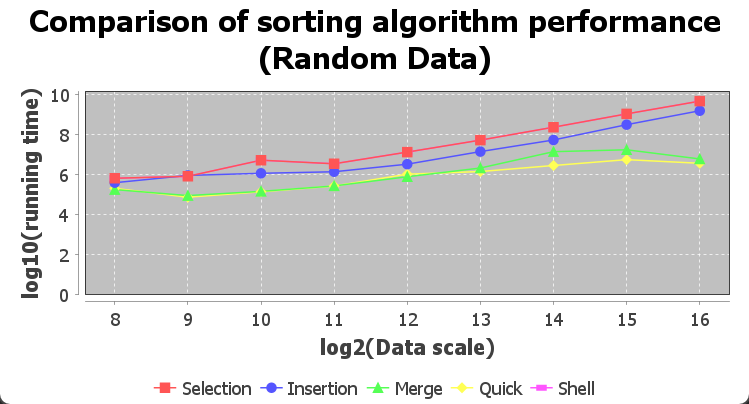 Comparison of sorting algorithm performance
(Random Data)
log10(running time)
10
8
6
4
2
0
8 9 10 11 12 13 14 15 16
log2(Data scale)
Selection Insertion Merge Quick Shell